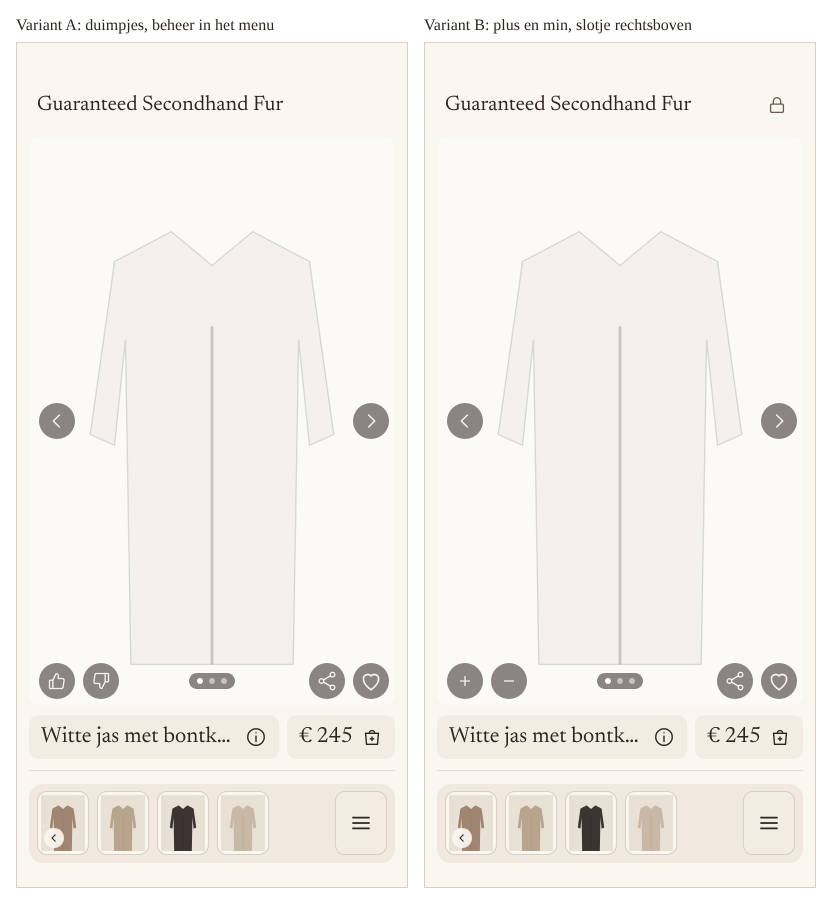 Variant A: duimpjes, beheer in het menu
Guaranteed Secondhand Fur
Witte jas met bontk...
€ 245
Variant B: plus en min, slotje rechtsboven
Guaranteed Secondhand Fur
Witte jas met bontk...
€ 245